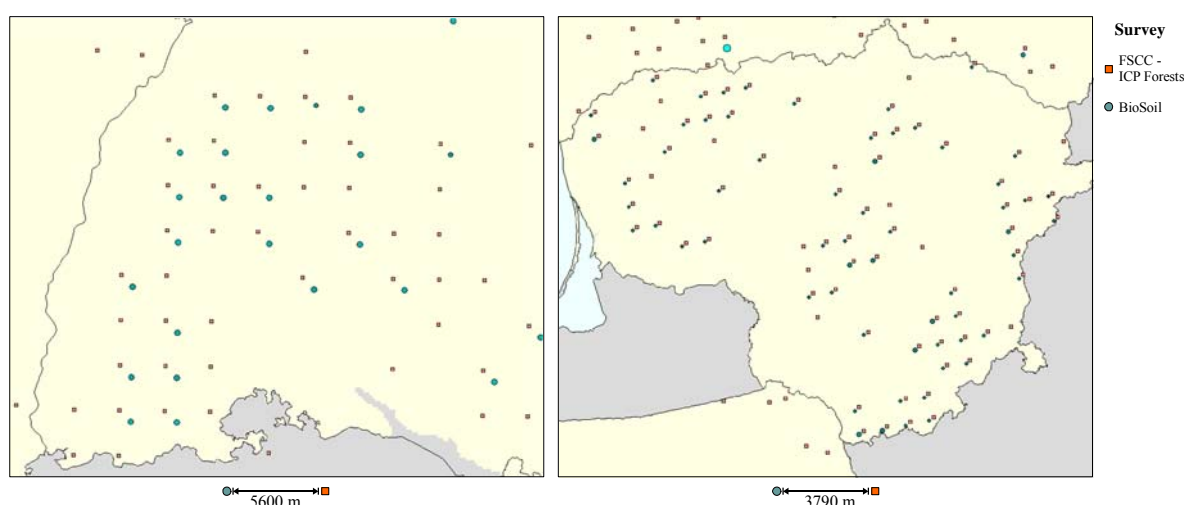 Survey
FSCC -
ICP Forests
BioSoil
5600 m
3790 m